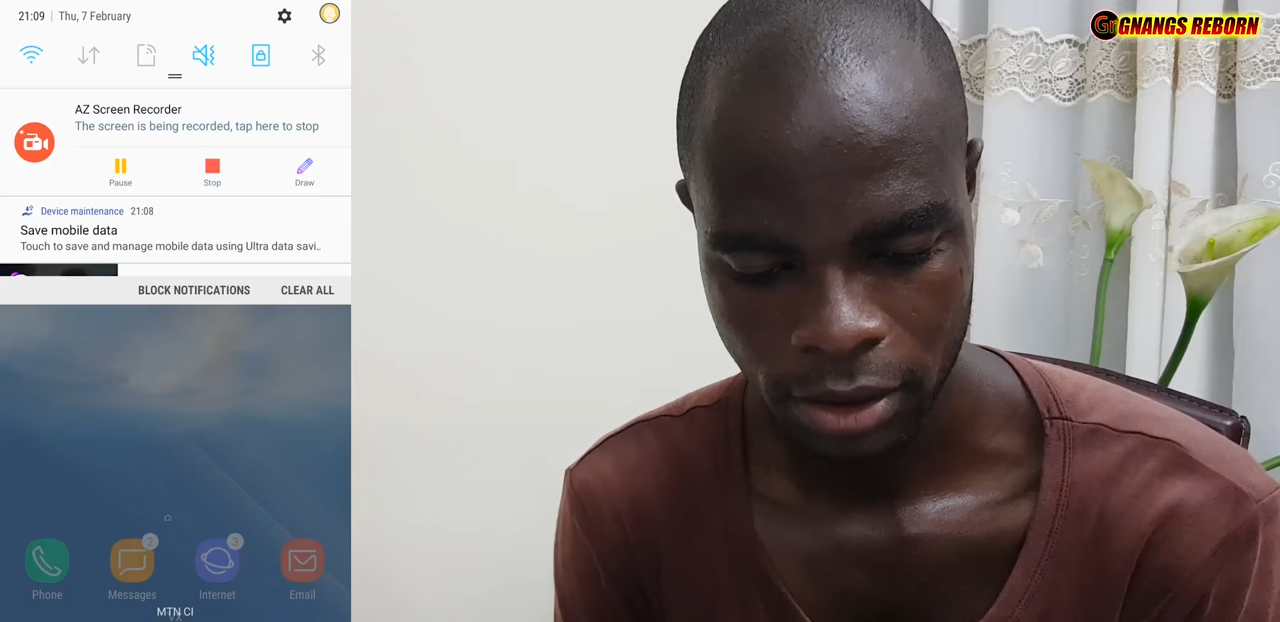 21:09 | Thu, 7 February
AZ Screen Recorder
The screen is being recorded, tap here to stop
Pause
Stop
Draw
Device maintenance 21:08
Save mobile data
Touch to save and manage mobile data using Ultra data savi..
BLOCK NOTIFICATIONS
CLEAR ALL
2
3
Phone
Messages
Internet
Email
MTN CI
Gr GNANGS REBORN